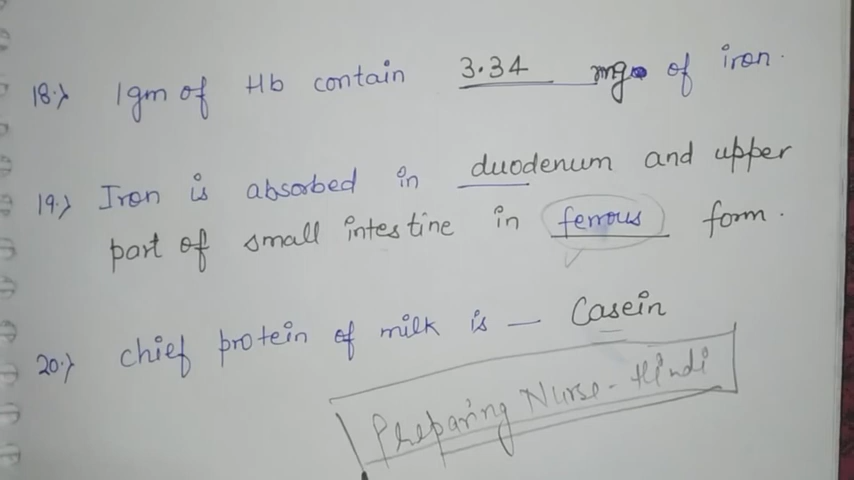 18.) 1gm of Hb contain 3.34 mg of iron.
19.) Iron is absorbed in duodenum and upper
part of small intestine in ferrous form.
20.) Chief protein of milk is — Casein
Preparing Nurse-Hindi